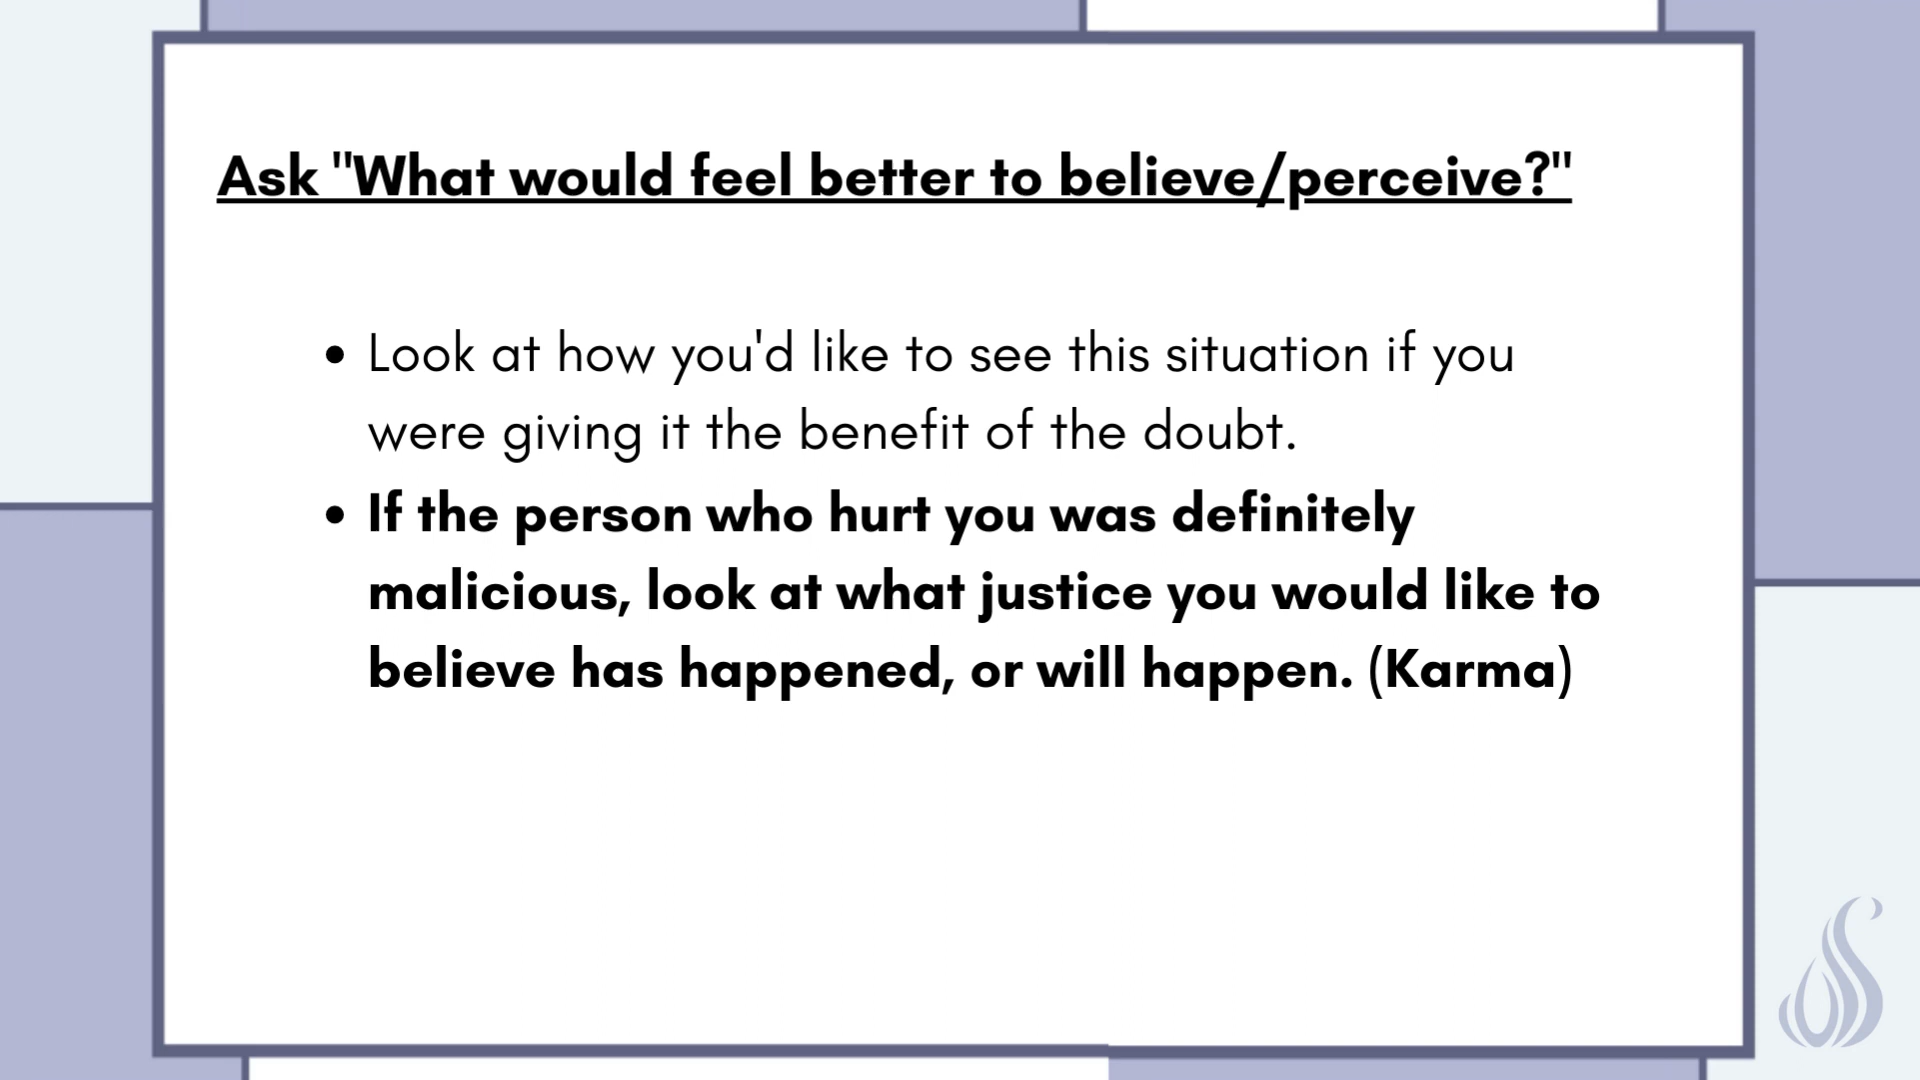 Ask "What would feel better to believe/perceive?"
• Look at how you'd like to see this situation if you
were giving it the benefit of the doubt.
• If the person who hurt you was definitely
malicious, look at what justice you would like to
believe has happened, or will happen. (Karma)